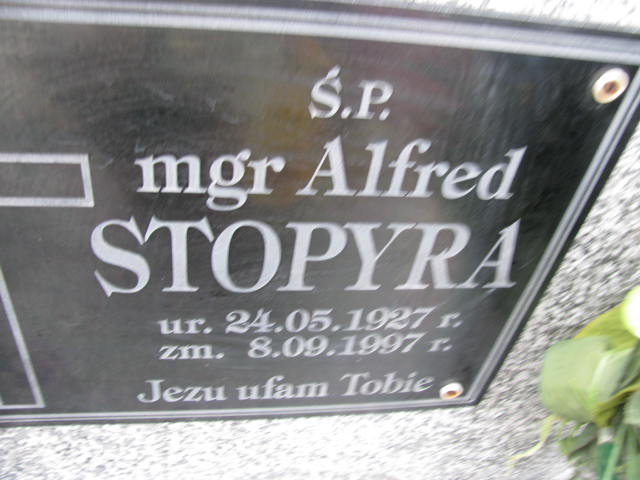 Ś.P.
mgr Alfred
STOPYRA
ur. 24.05.1927 r.
zm. 8.09.1997 r.
Jezu ufam Tobie